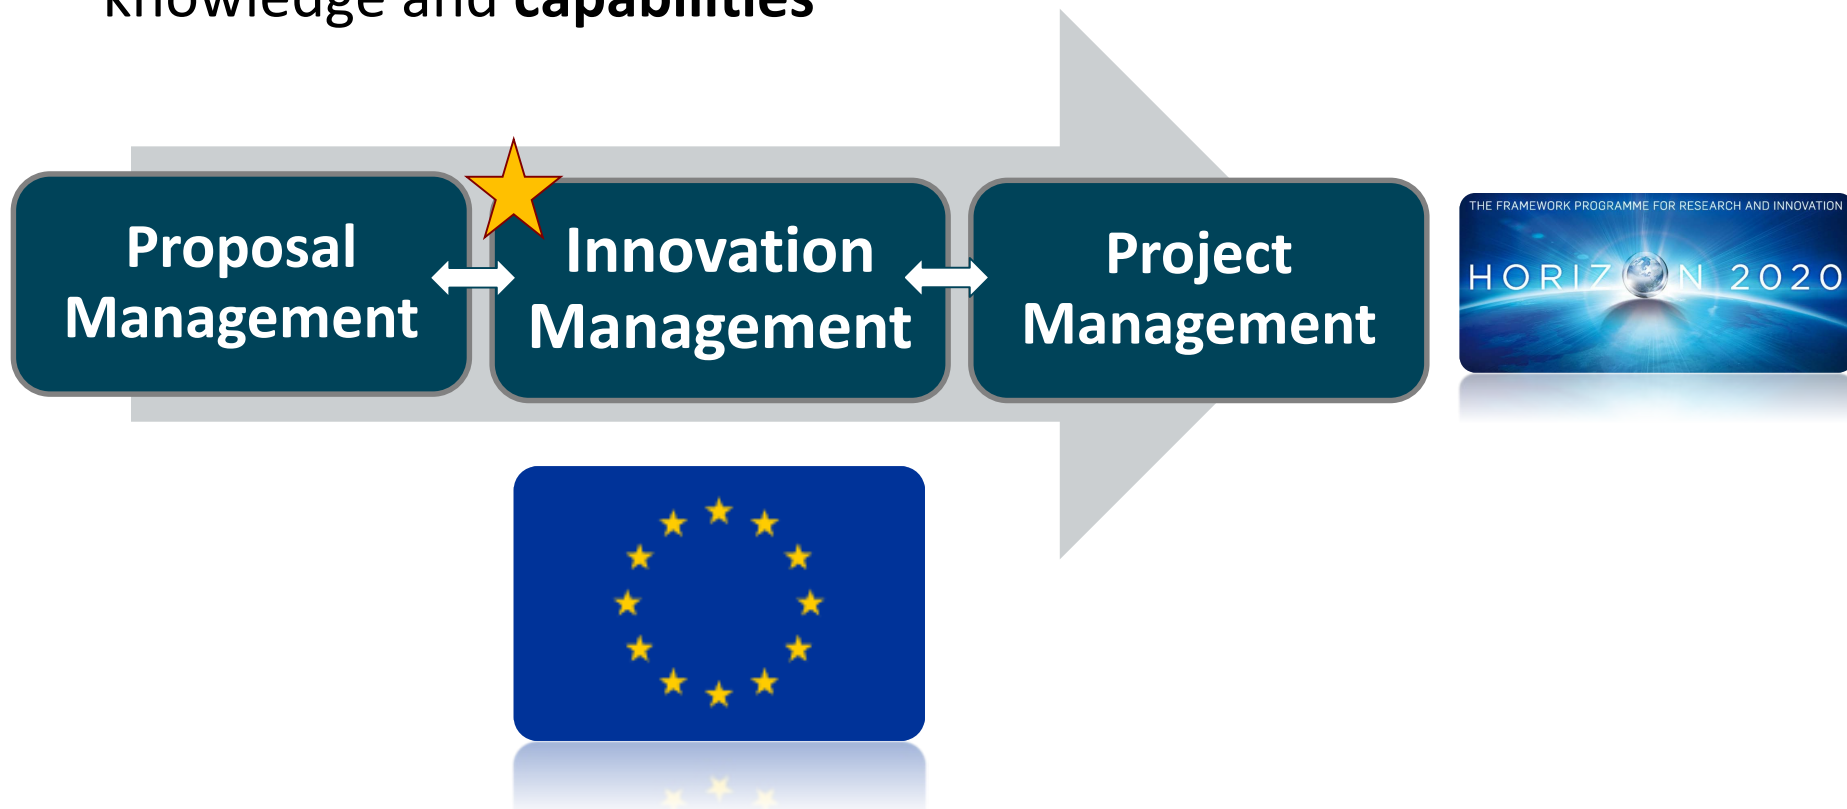 knowledge and capabilities
Proposal
Management
Innovation
Management
Project
Management
THE FRAMEWORK PROGRAMME FOR RESEARCH AND INNOVATION
HORIZON 2020